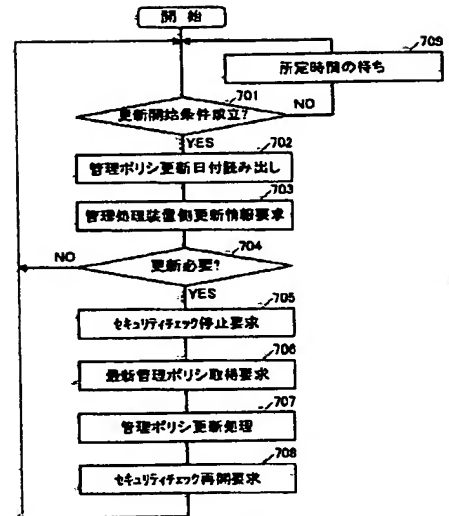 開 始
709
所定時間の待ち
701
更新開始条件成立?
NO
YES
702
管理ポリシ更新日付読み出し
703
管理処理装置側更新情報要求
704
NO
更新必要?
YES
705
セキュリティチェック停止要求
706
最新管理ポリシ取得要求
707
管理ポリシ更新処理
708
セキュリティチェック再開要求